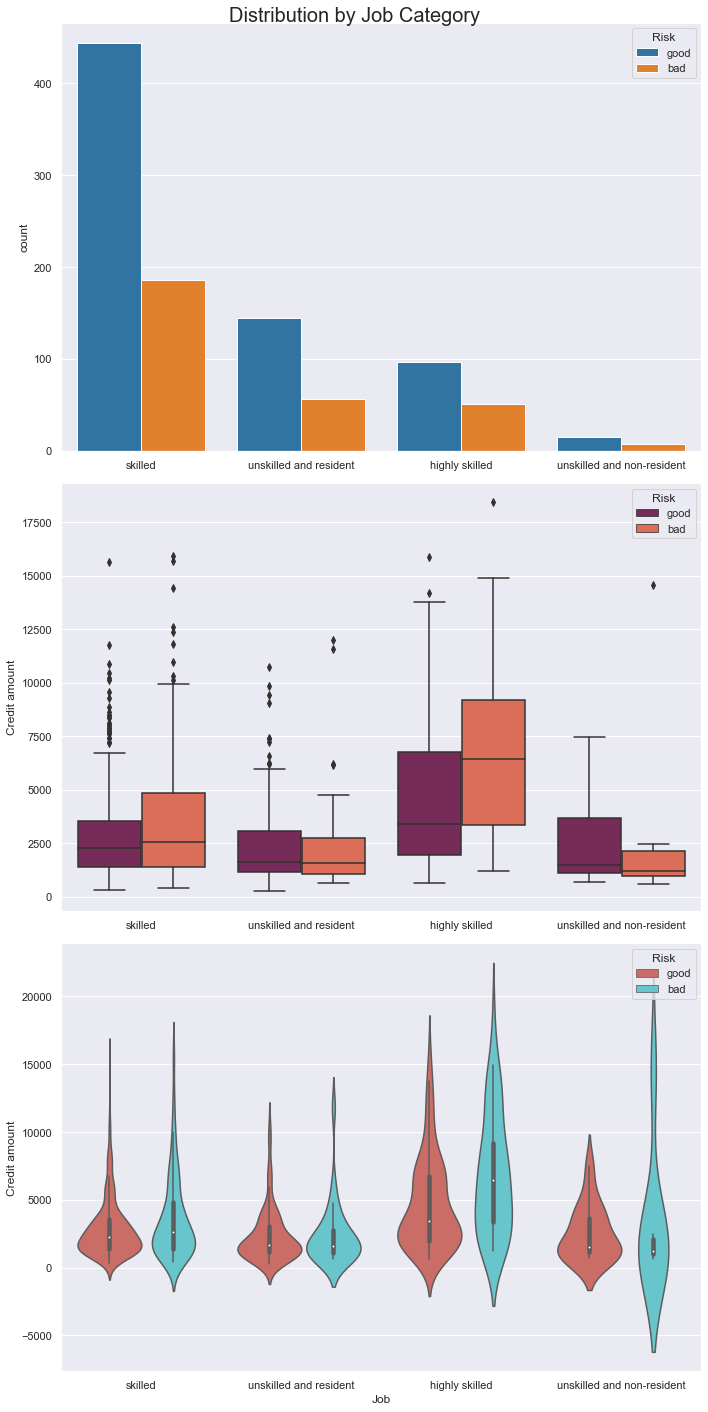 Distribution by Job Category
Risk
good
bad
400
300
200
100
0
count
skilled
unskilled and resident
highly skilled
unskilled and non-resident
Risk
good
bad
17500
15000
12500
10000
7500
5000
2500
0
Credit amount
skilled
unskilled and resident
highly skilled
unskilled and non-resident
Risk
good
bad
20000
15000
10000
5000
0
−5000
Credit amount
skilled
unskilled and resident
highly skilled
unskilled and non-resident
Job